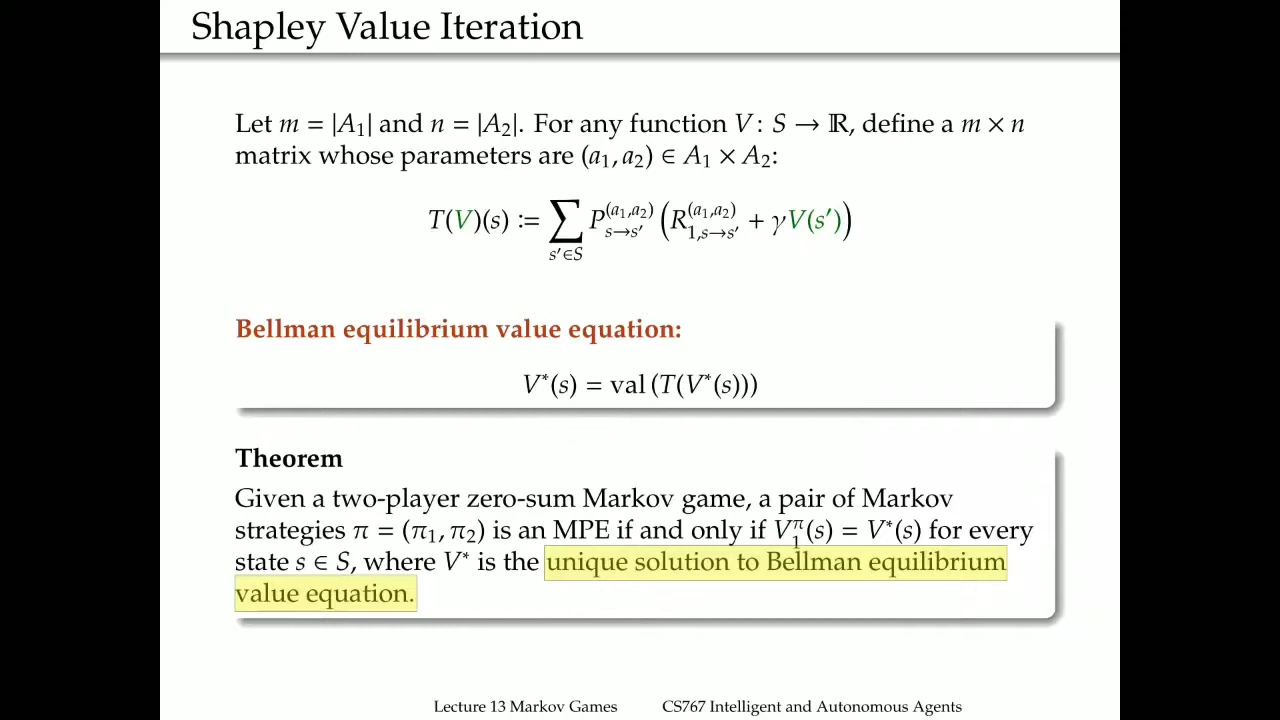 Shapley Value Iteration
Let m = |A₁| and n = |A₂|. For any function V : S → ℝ, define a m × n
matrix whose parameters are (a₁, a₂) ∈ A₁ × A₂:
T(V)(s) := ∑_{s′∈S} P_{s→s′}^{(a₁,a₂)} (R_{1,s→s′}^{(a₁,a₂)} + γV(s′))
Bellman equilibrium value equation:
V*(s) = val (T(V*(s)))
Theorem
Given a two-player zero-sum Markov game, a pair of Markov
strategies π = (π₁, π₂) is an MPE if and only if V₁^π(s) = V*(s) for every
state s ∈ S, where V* is the unique solution to Bellman equilibrium
value equation.
Lecture 13 Markov Games CS767 Intelligent and Autonomous Agents